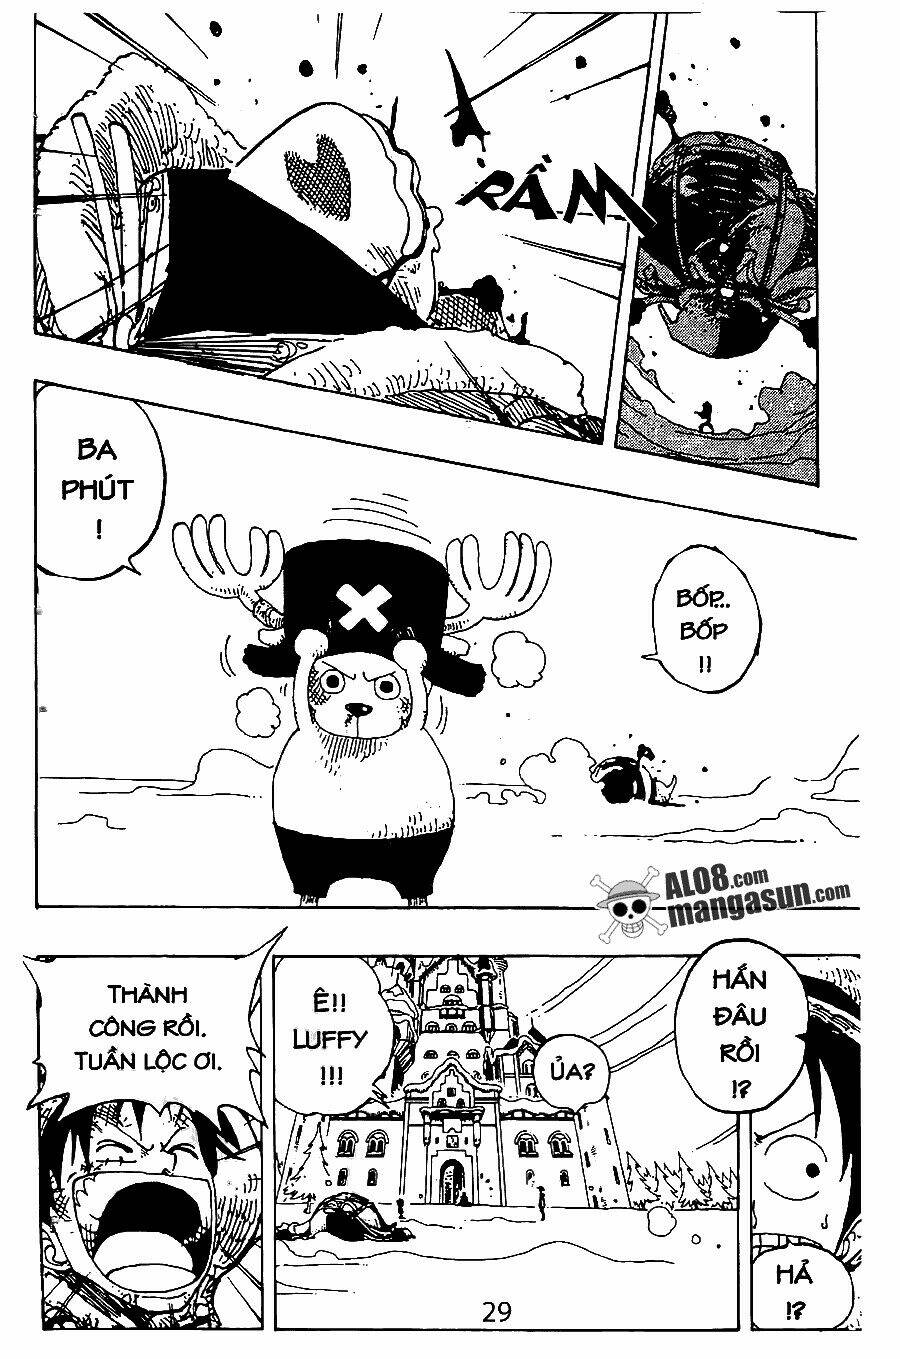 RẦM
BA
PHÚT
!
BỐP...
BỐP
!!
AL08.com
mangasun.com
THÀNH
CÔNG RỒI.
TUẦN LỘC ƠI.
Ê!!
LUFFY
!!!
ỦA?
HẮN
ĐÂU
RỒI
!?
HẢ
!?
29